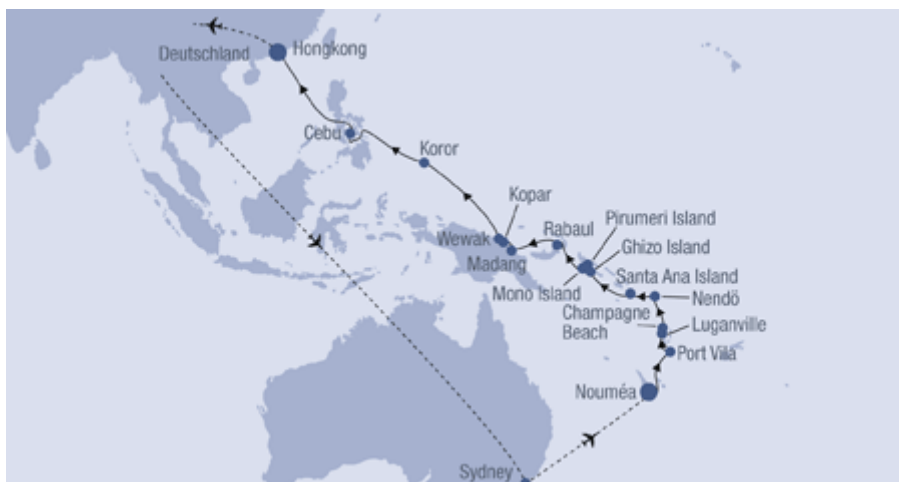 Deutschland
Hongkong
Cebu
Koror
Kopar
Wewak
Madang
Rabaul
Pirumeri Island
Ghizo Island
Mono Island
Santa Ana Island
Nendö
Champagne
Beach
Luganville
Port Vila
Nouméa
Sydney